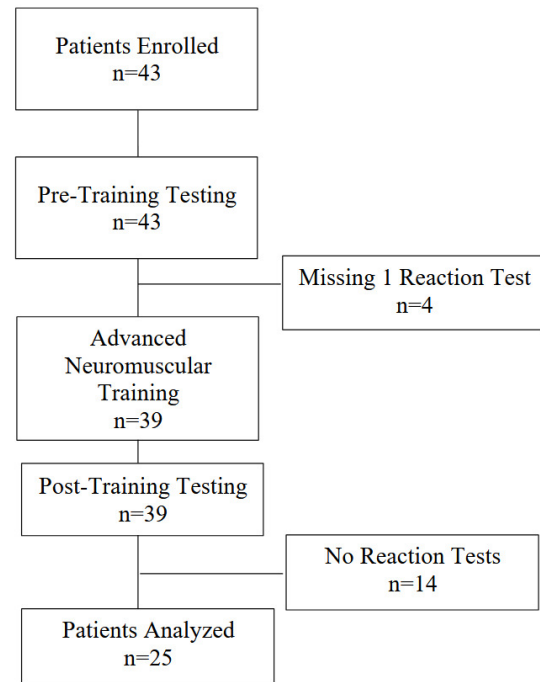 Patients Enrolled
n=43
Pre-Training Testing
n=43
Missing 1 Reaction Test
n=4
Advanced
Neuromuscular
Training
n=39
Post-Training Testing
n=39
No Reaction Tests
n=14
Patients Analyzed
n=25